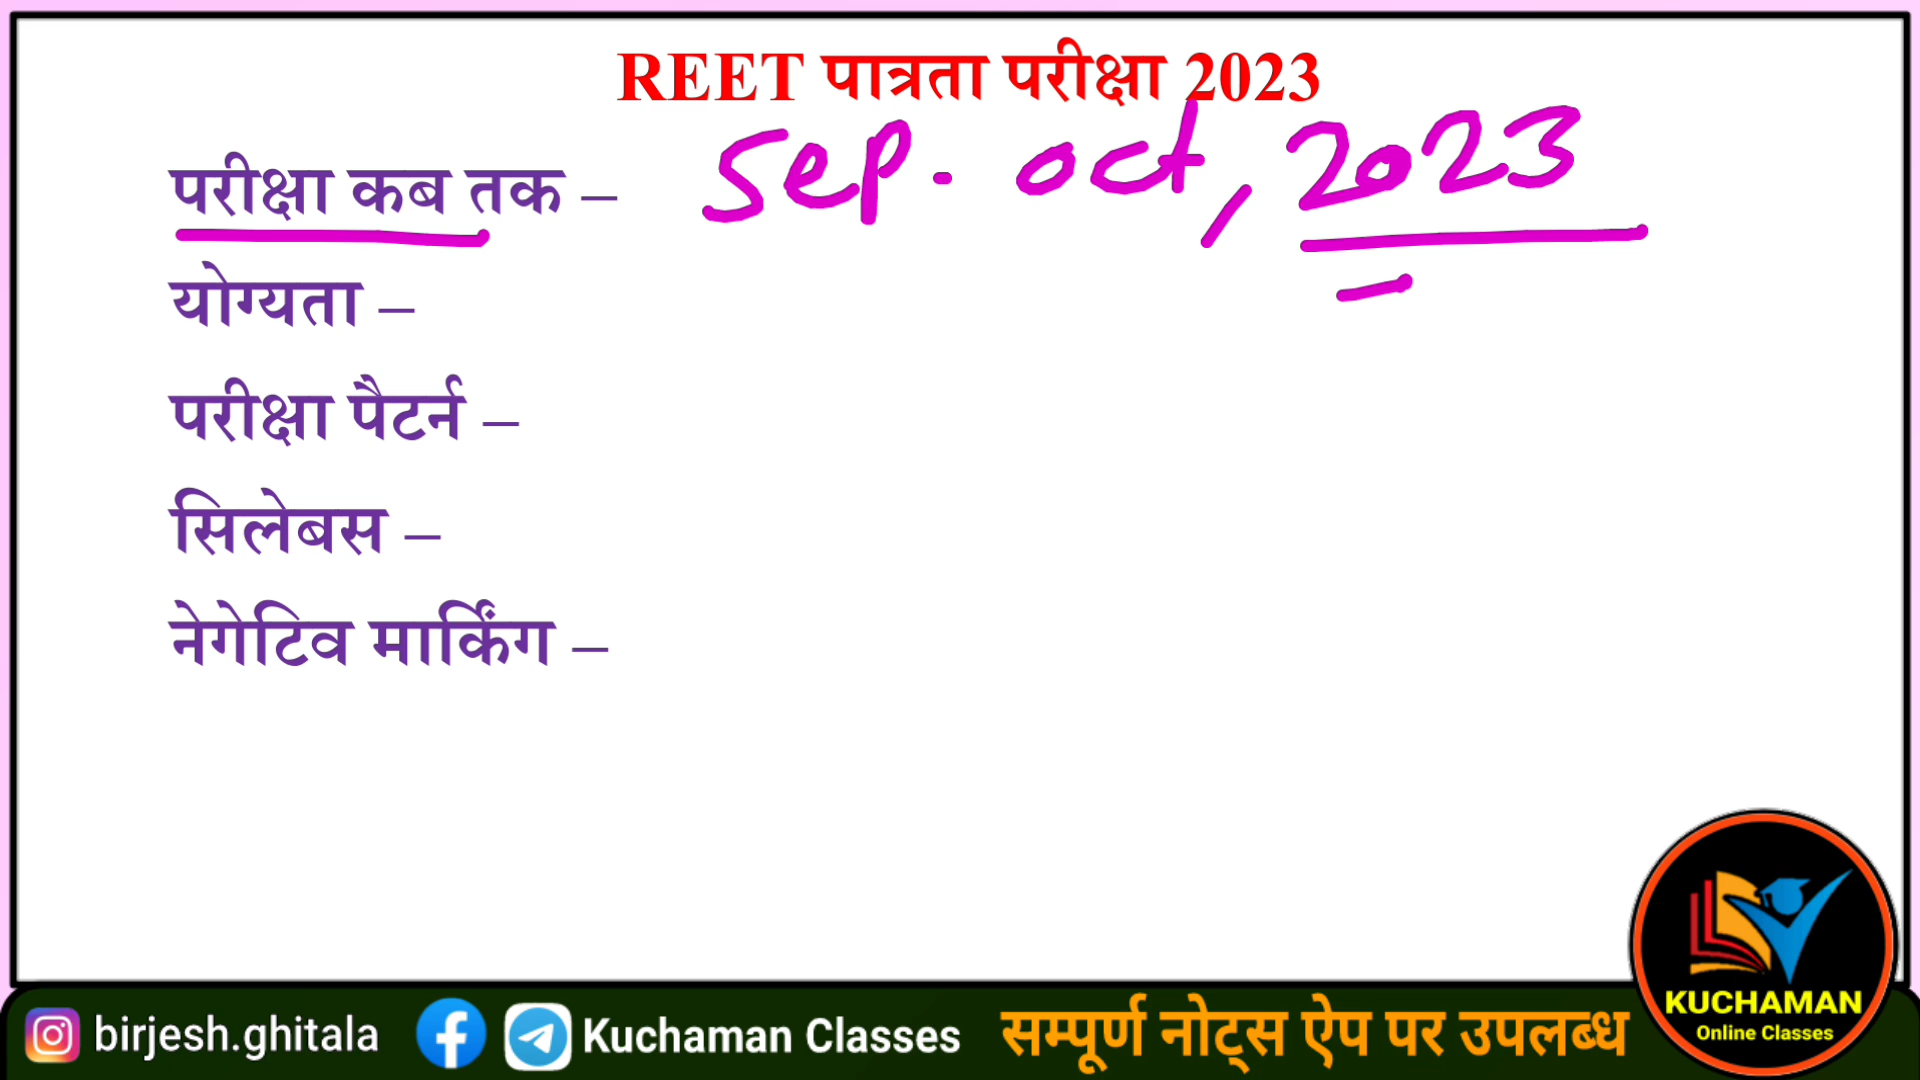 REET पात्रता परीक्षा 2023
परीक्षा कब तक – Sep. oct, 2023
योग्यता –
परीक्षा पैटर्न –
सिलेबस –
नेगेटिव मार्किंग –
KUCHAMAN
Online Classes
birjesh.ghitala Kuchaman Classes सम्पूर्ण नोट्स ऐप पर उपलब्ध